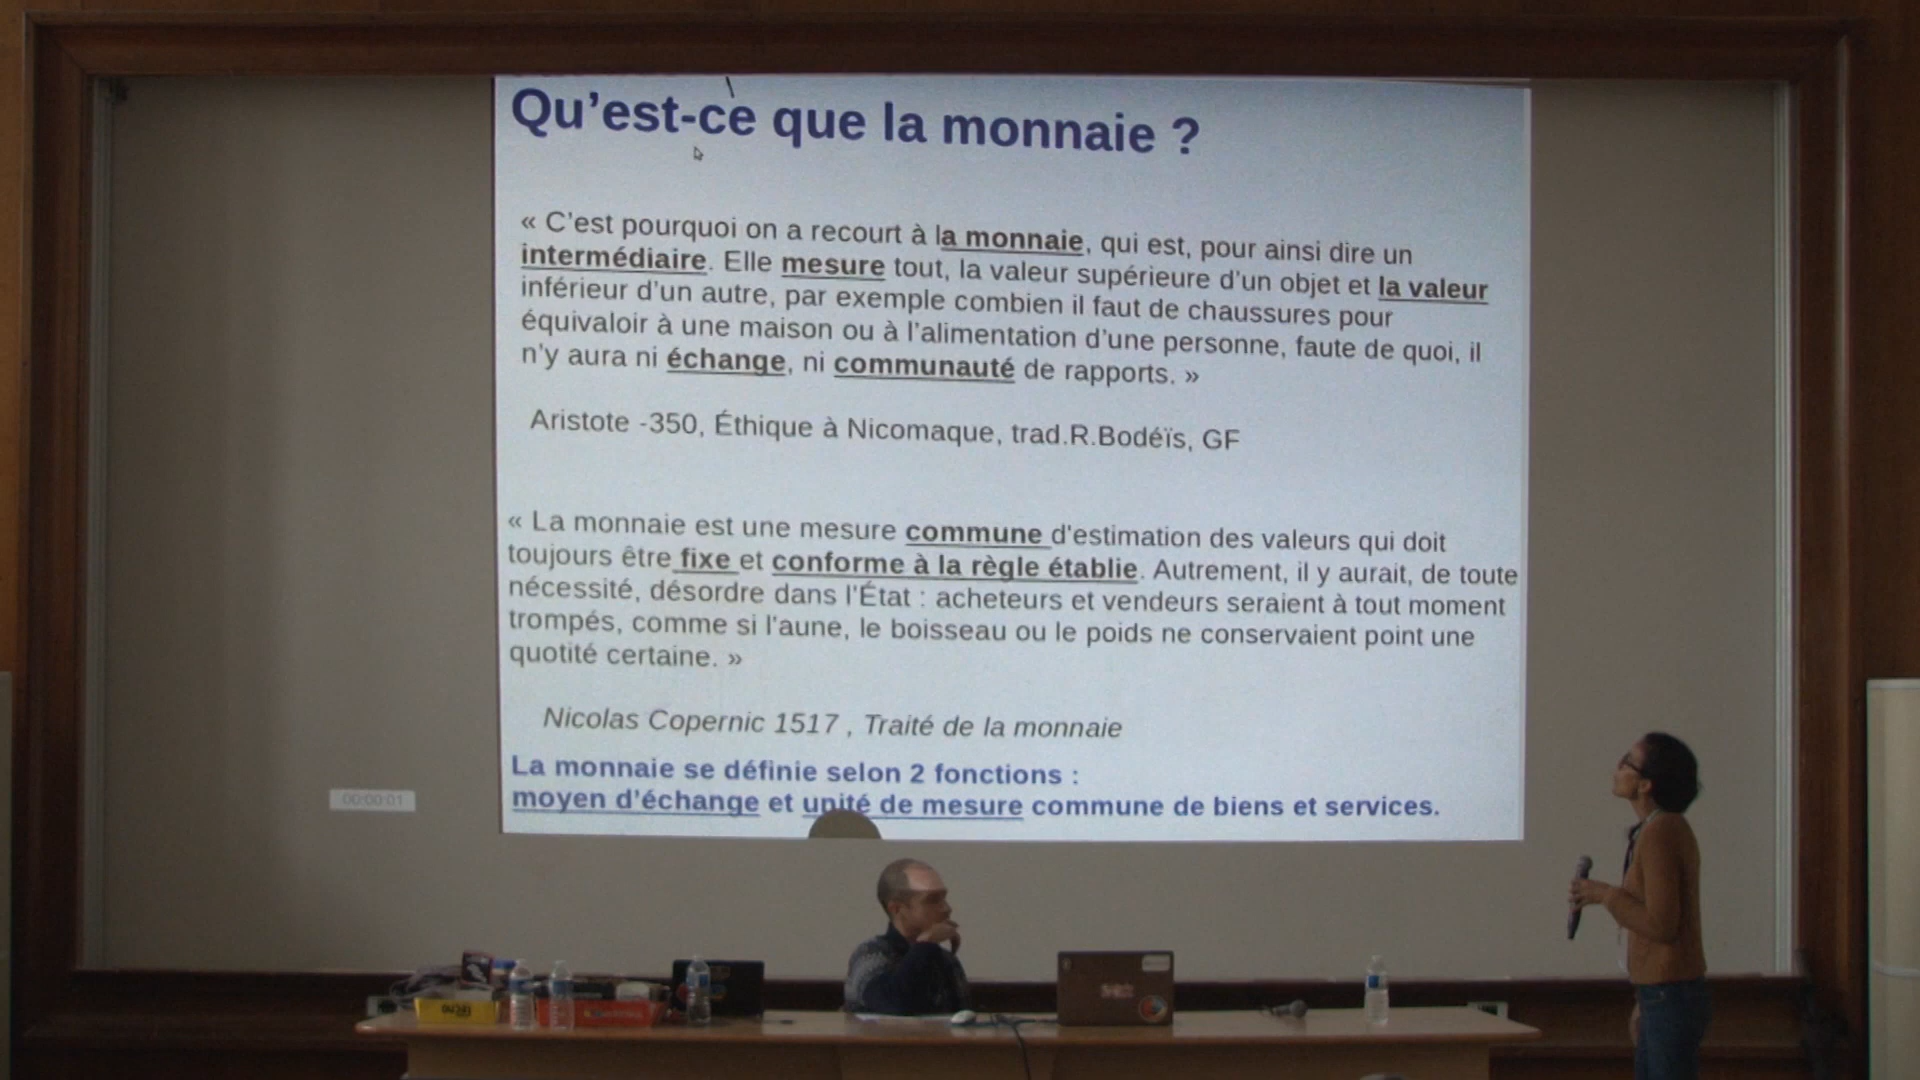 Qu’est-ce que la monnaie ?
« C’est pourquoi on a recourt à la monnaie, qui est, pour ainsi dire un
intermédiaire. Elle mesure tout, la valeur supérieure d’un objet et la valeur
inférieur d’un autre, par exemple combien il faut de chaussures pour
équivaloir à une maison ou à l’alimentation d’une personne, faute de quoi, il
n'y aura ni échange, ni communauté de rapports. »
Aristote -350, Éthique à Nicomaque, trad.R.Bodéïs, GF
« La monnaie est une mesure commune d'estimation des valeurs qui doit
toujours être fixe et conforme à la règle établie. Autrement, il y aurait, de toute
nécessité, désordre dans l'État : acheteurs et vendeurs seraient à tout moment
trompés, comme si l'aune, le boisseau ou le poids ne conservaient point une
quotité certaine. »
Nicolas Copernic 1517 , Traité de la monnaie
La monnaie se définie selon 2 fonctions :
moyen d’échange et unité de mesure commune de biens et services.
00:00:01